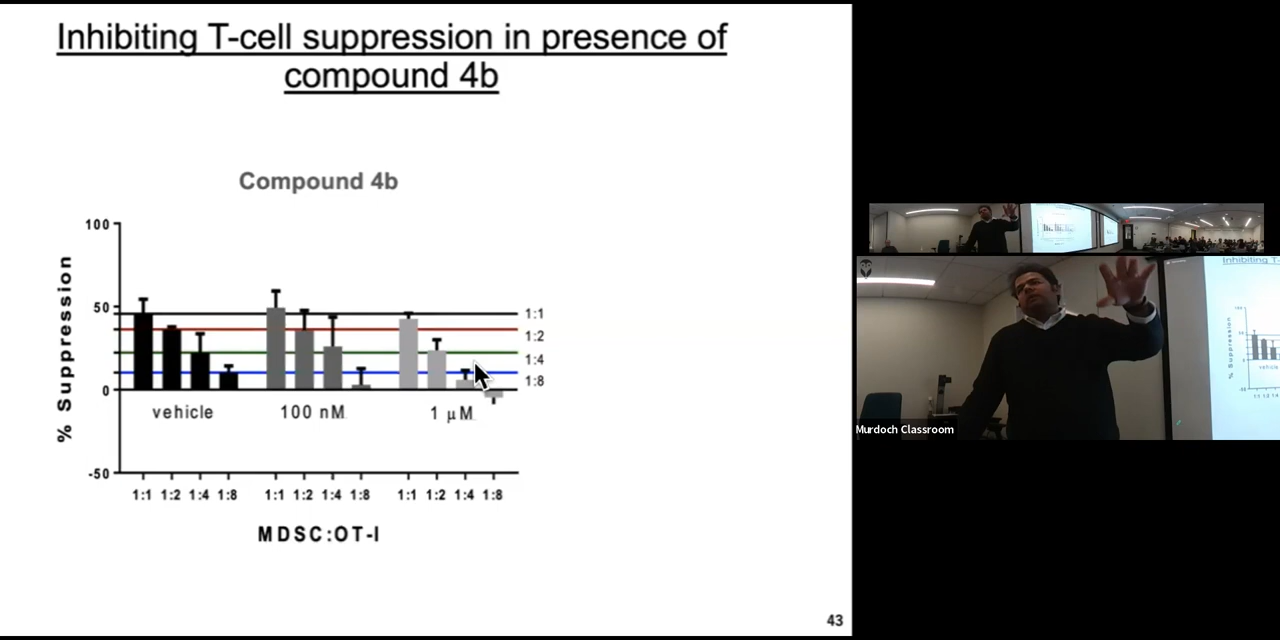 Inhibiting T-cell suppression in presence of
compound 4b
Compound 4b
% Suppression
100
50
0
-50
1:1
1:2
1:4
1:8
vehicle
100 nM
1 µM
1:1 1:2 1:4 1:8 1:1 1:2 1:4 1:8 1:1 1:2 1:4 1:8
MDSC:OT-I
43
Murdoch Classroom
Inhibiting T-
% Suppression
vehicle